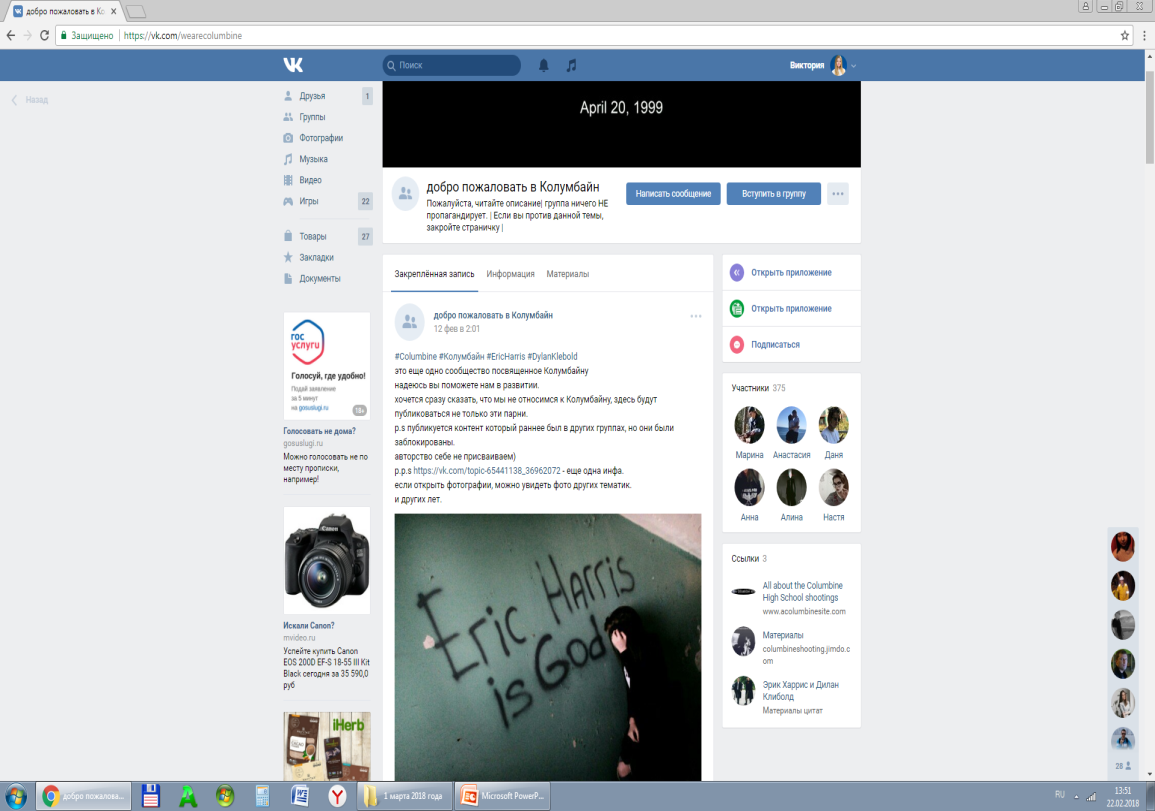 добро пожаловать в Ко
Защищено https://vk.com/wearecolumbine
Поиск
Виктория
Назад
Друзья 1
Группы
Фотографии
Музыка
Видео
Игры 22
Товары 27
Закладки
Документы
гос
услуги
Голосуй, где удобно!
Подай заявление
за 5 минут
на gosuslugi.ru
18+
Голосовать не дома?
gosuslugi.ru
Можно голосовать не по
месту прописки,
например!
Canon
Искали Canon?
mvideo.ru
Успейте купить Canon
EOS 200D EF-S 18-55 III Kit
Black сегодня за 35 590,0
руб
iHerb
April 20, 1999
добро пожаловать в Колумбайн
Пожалуйста, читайте описание| группа ничего НЕ
пропагандирует. | Если вы против данной темы,
закройте страничку |
Написать сообщение
Вступить в группу
Закреплённая запись Информация Материалы
добро пожаловать в Колумбайн
12 фев в 2:01
#Columbine #Колумбайн #EricHarris #DylanKlebold
это еще одно сообщество посвященное Колумбайну
надеюсь вы поможете нам в развитии.
хочется сразу сказать, что мы не относимся к Колумбайну, здесь будут
публиковаться не только эти парни.
p.s публикуется контент который раннее был в других группах, но они были
заблокированы.
авторство себе не присваиваем)
p.p.s https://vk.com/topic-65441138_36962072 - еще одна инфа.
если открыть фотографии, можно увидеть фото других тематик.
и других лет.
Eric Harris
is God
Открыть приложение
Открыть приложение
Подписаться
Участники 375
Марина Анастасия Даня
Анна Алина Настя
Ссылки 3
All about the Columbine
High School shootings
www.acolumbinesite.com
Материалы
columbineshooting.jimdo.c
om
Эрик Харрис и Дилан
Клиболд
Материалы цитат
28
добро пожалова...
1 марта 2018 года
Microsoft PowerP...
RU
13:51
22.02.2018